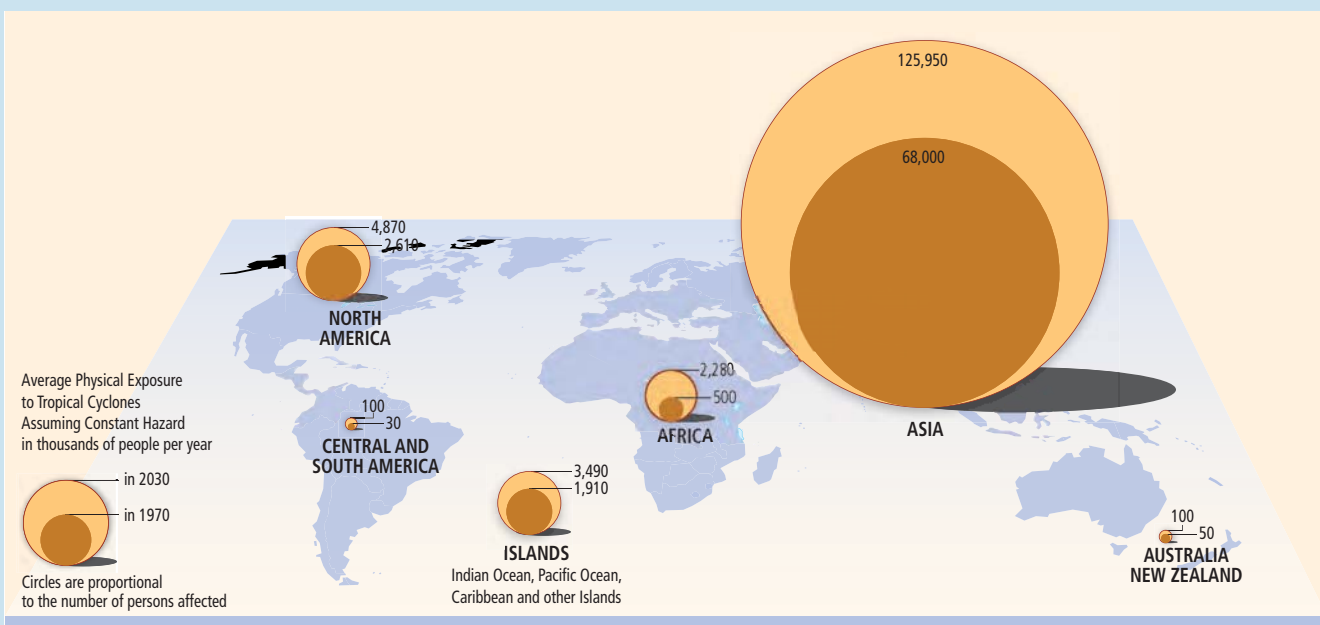 125,950
68,000
4,870
2,610
NORTH
AMERICA
2,280
500
AFRICA
ASIA
Average Physical Exposure
to Tropical Cyclones
Assuming Constant Hazard
in thousands of people per year
100
30
CENTRAL AND
SOUTH AMERICA
in 2030
in 1970
Circles are proportional
to the number of persons affected
3,490
1,910
ISLANDS
Indian Ocean, Pacific Ocean,
Caribbean and other Islands
100
50
AUSTRALIA
NEW ZEALAND